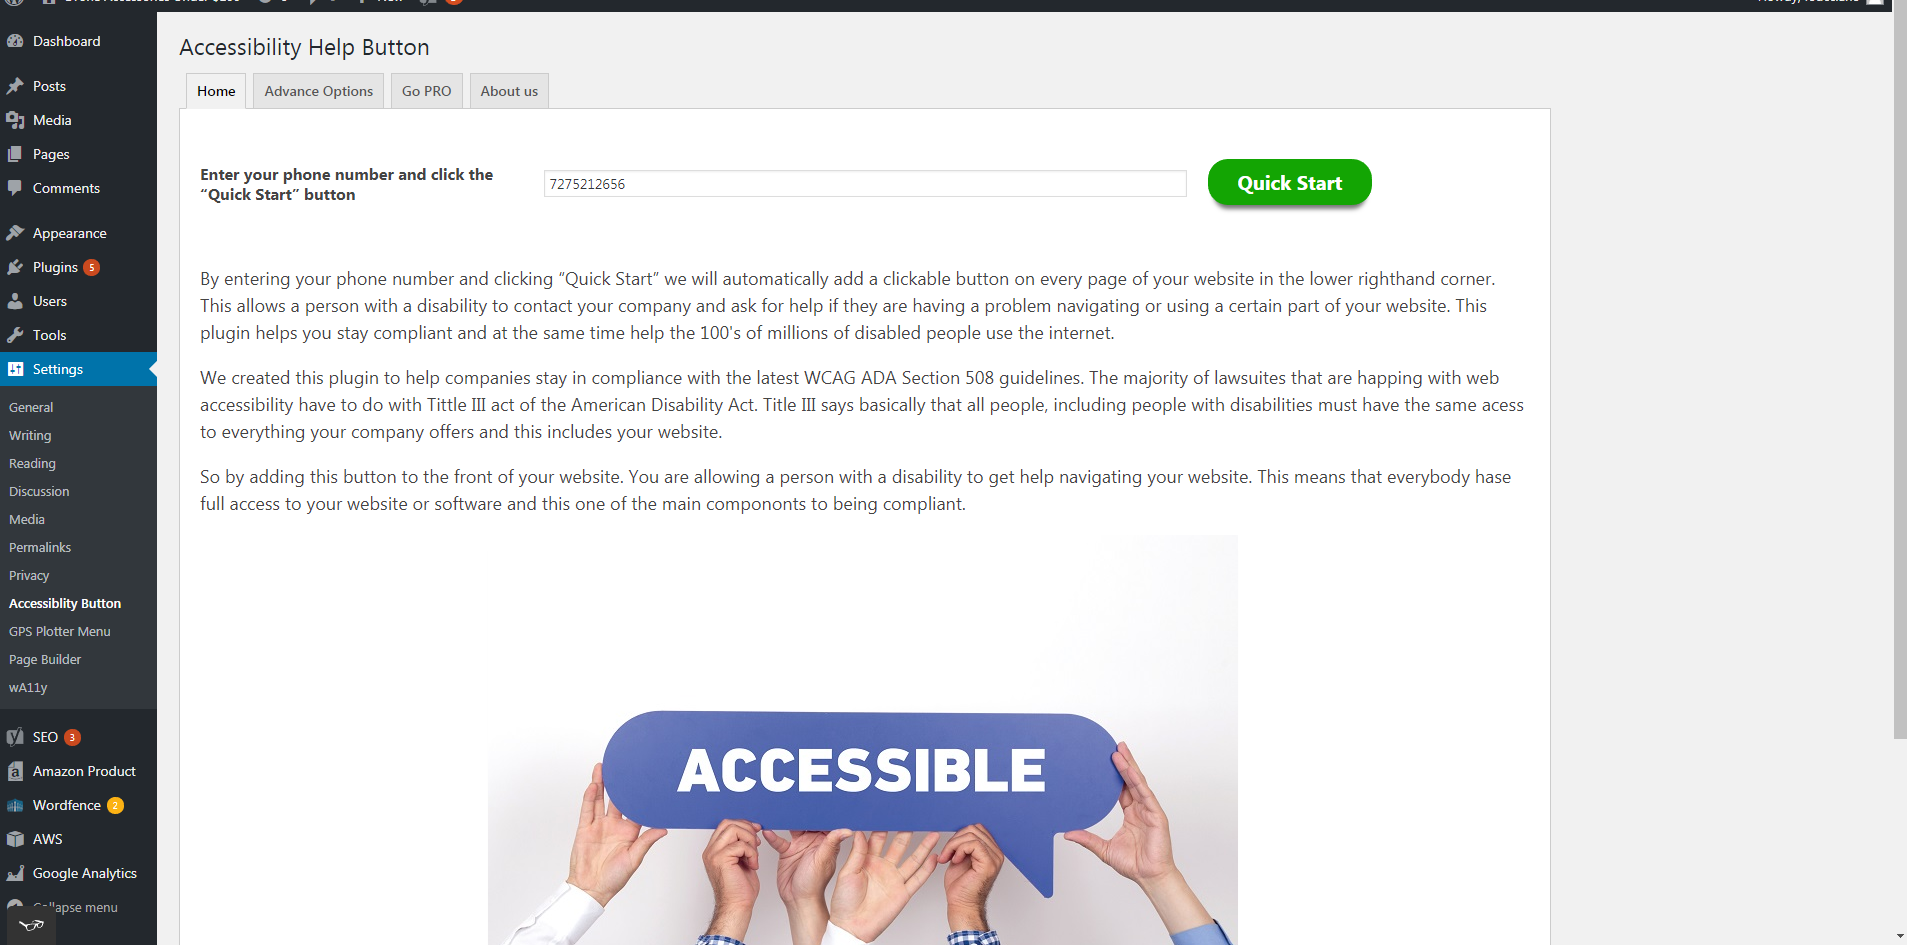 New
Dashboard
Posts
Media
Pages
Comments
Appearance
Plugins 5
Users
Tools
Settings
General
Writing
Reading
Discussion
Media
Permalinks
Privacy
Accessiblity Button
GPS Plotter Menu
Page Builder
wA11y
SEO 3
Amazon Product
Wordfence 2
AWS
Google Analytics
menu
Accessibility Help Button
Home
Advance Options
Go PRO
About us
Enter your phone number and click the
“Quick Start” button
7275212656
Quick Start
By entering your phone number and clicking “Quick Start” we will automatically add a clickable button on every page of your website in the lower righthand corner.
This allows a person with a disability to contact your company and ask for help if they are having a problem navigating or using a certain part of your website. This
plugin helps you stay compliant and at the same time help the 100's of millions of disabled people use the internet.
We created this plugin to help companies stay in compliance with the latest WCAG ADA Section 508 guidelines. The majority of lawsuites that are happing with web
accessibility have to do with Tittle III act of the American Disability Act. Title III says basically that all people, including people with disabilities must have the same acess
to everything your company offers and this includes your website.
So by adding this button to the front of your website. You are allowing a person with a disability to get help navigating your website. This means that everybody hase
full access to your website or software and this one of the main compononts to being compliant.
ACCESSIBLE